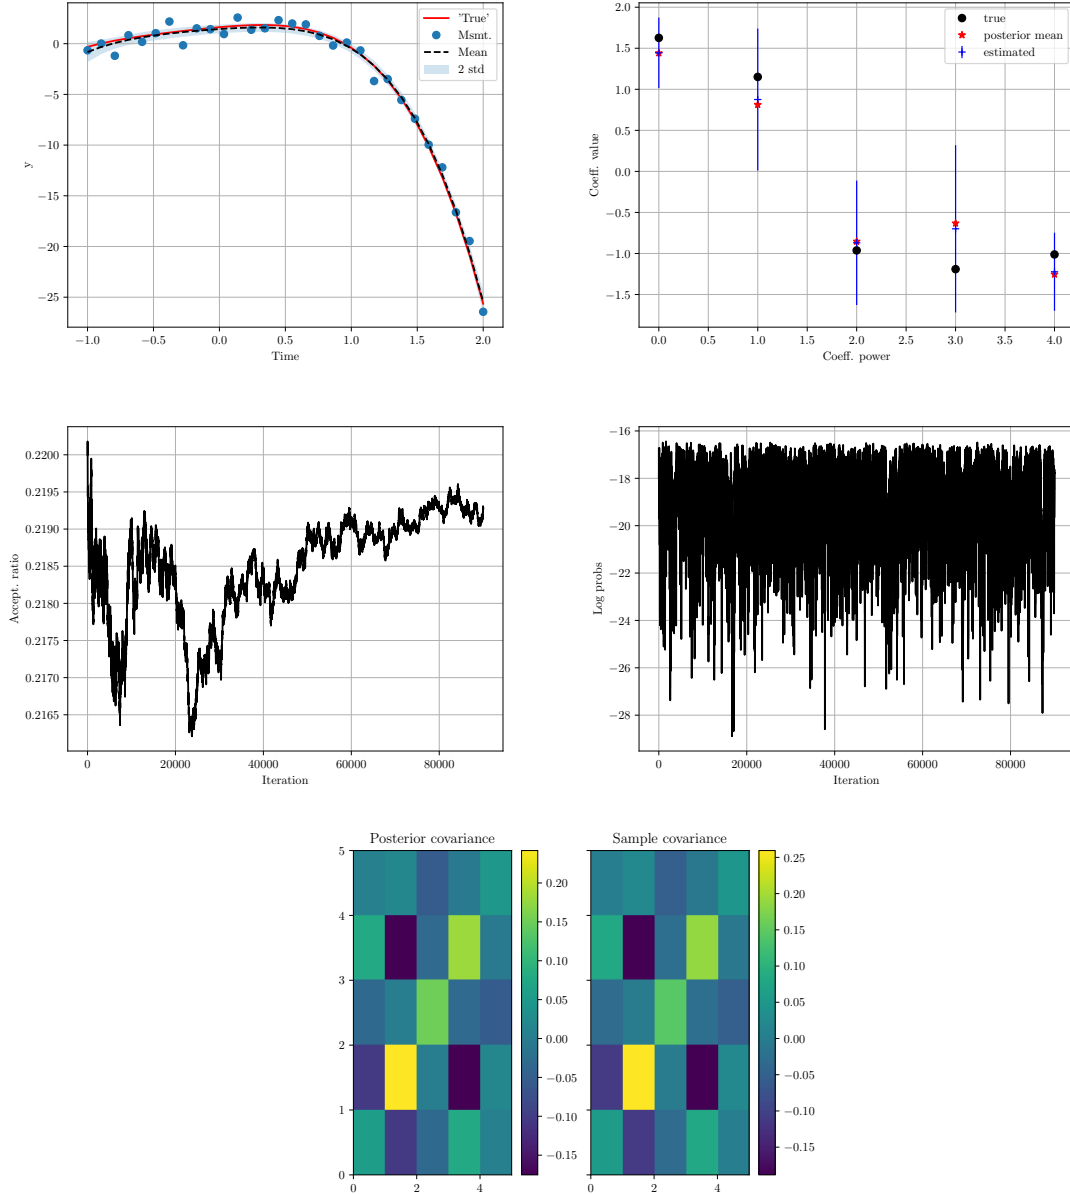 'True'
Msmt.
Mean
2 std
0
−5
−10
−15
−20
−25
y
−1.0 −0.5 0.0 0.5 1.0 1.5 2.0
Time
true
posterior mean
estimated
2.0
1.5
1.0
0.5
0.0
−0.5
−1.0
−1.5
Coeff. value
0.0 0.5 1.0 1.5 2.0 2.5 3.0 3.5 4.0
Coeff. power
0.2200
0.2195
0.2190
0.2185
0.2180
0.2175
0.2170
0.2165
Accept. ratio
0 20000 40000 60000 80000
Iteration
−16
−18
−20
−22
−24
−26
−28
Log probs
0 20000 40000 60000 80000
Iteration
Posterior covariance
5
4
3
2
1
0
0 2 4
0.20
0.15
0.10
0.05
0.00
−0.05
−0.10
−0.15
Sample covariance
0 2 4
0.25
0.20
0.15
0.10
0.05
0.00
−0.05
−0.10
−0.15